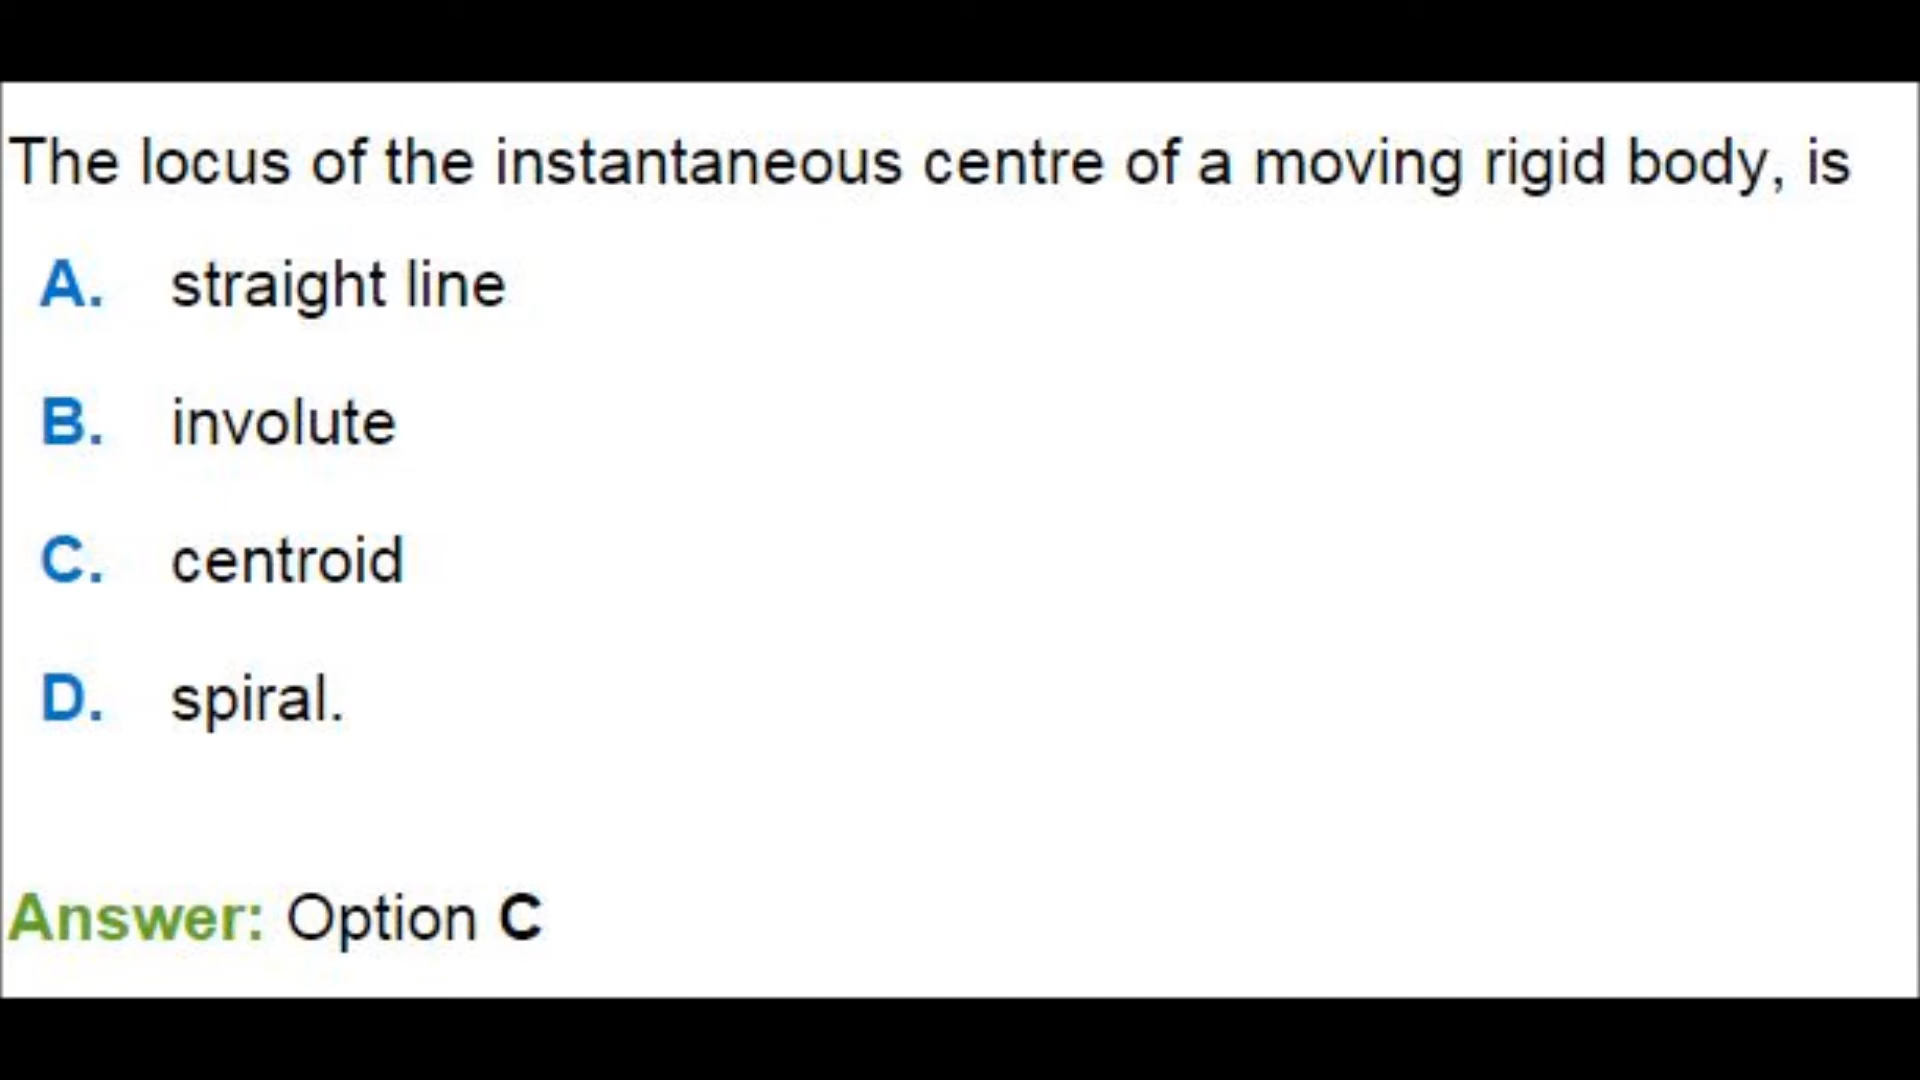 The locus of the instantaneous centre of a moving rigid body, is
A. straight line
B. involute
C. centroid
D. spiral.
Answer: Option C